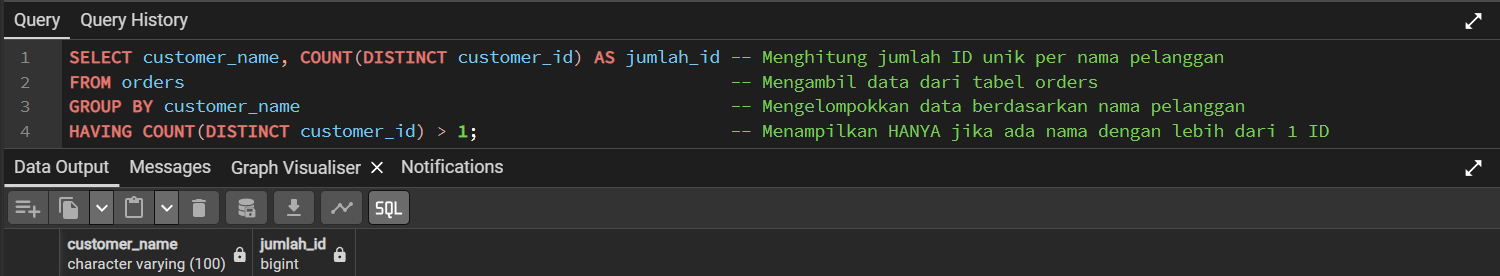 Query Query History
1 SELECT customer_name, COUNT(DISTINCT customer_id) AS jumlah_id -- Menghitung jumlah ID unik per nama pelanggan
2 FROM orders -- Mengambil data dari tabel orders
3 GROUP BY customer_name -- Mengelompokkan data berdasarkan nama pelanggan
4 HAVING COUNT(DISTINCT customer_id) > 1; -- Menampilkan HANYA jika ada nama dengan lebih dari 1 ID
Data Output Messages Graph Visualiser Notifications
SQL
customer_name jumlah_id
character varying (100) bigint